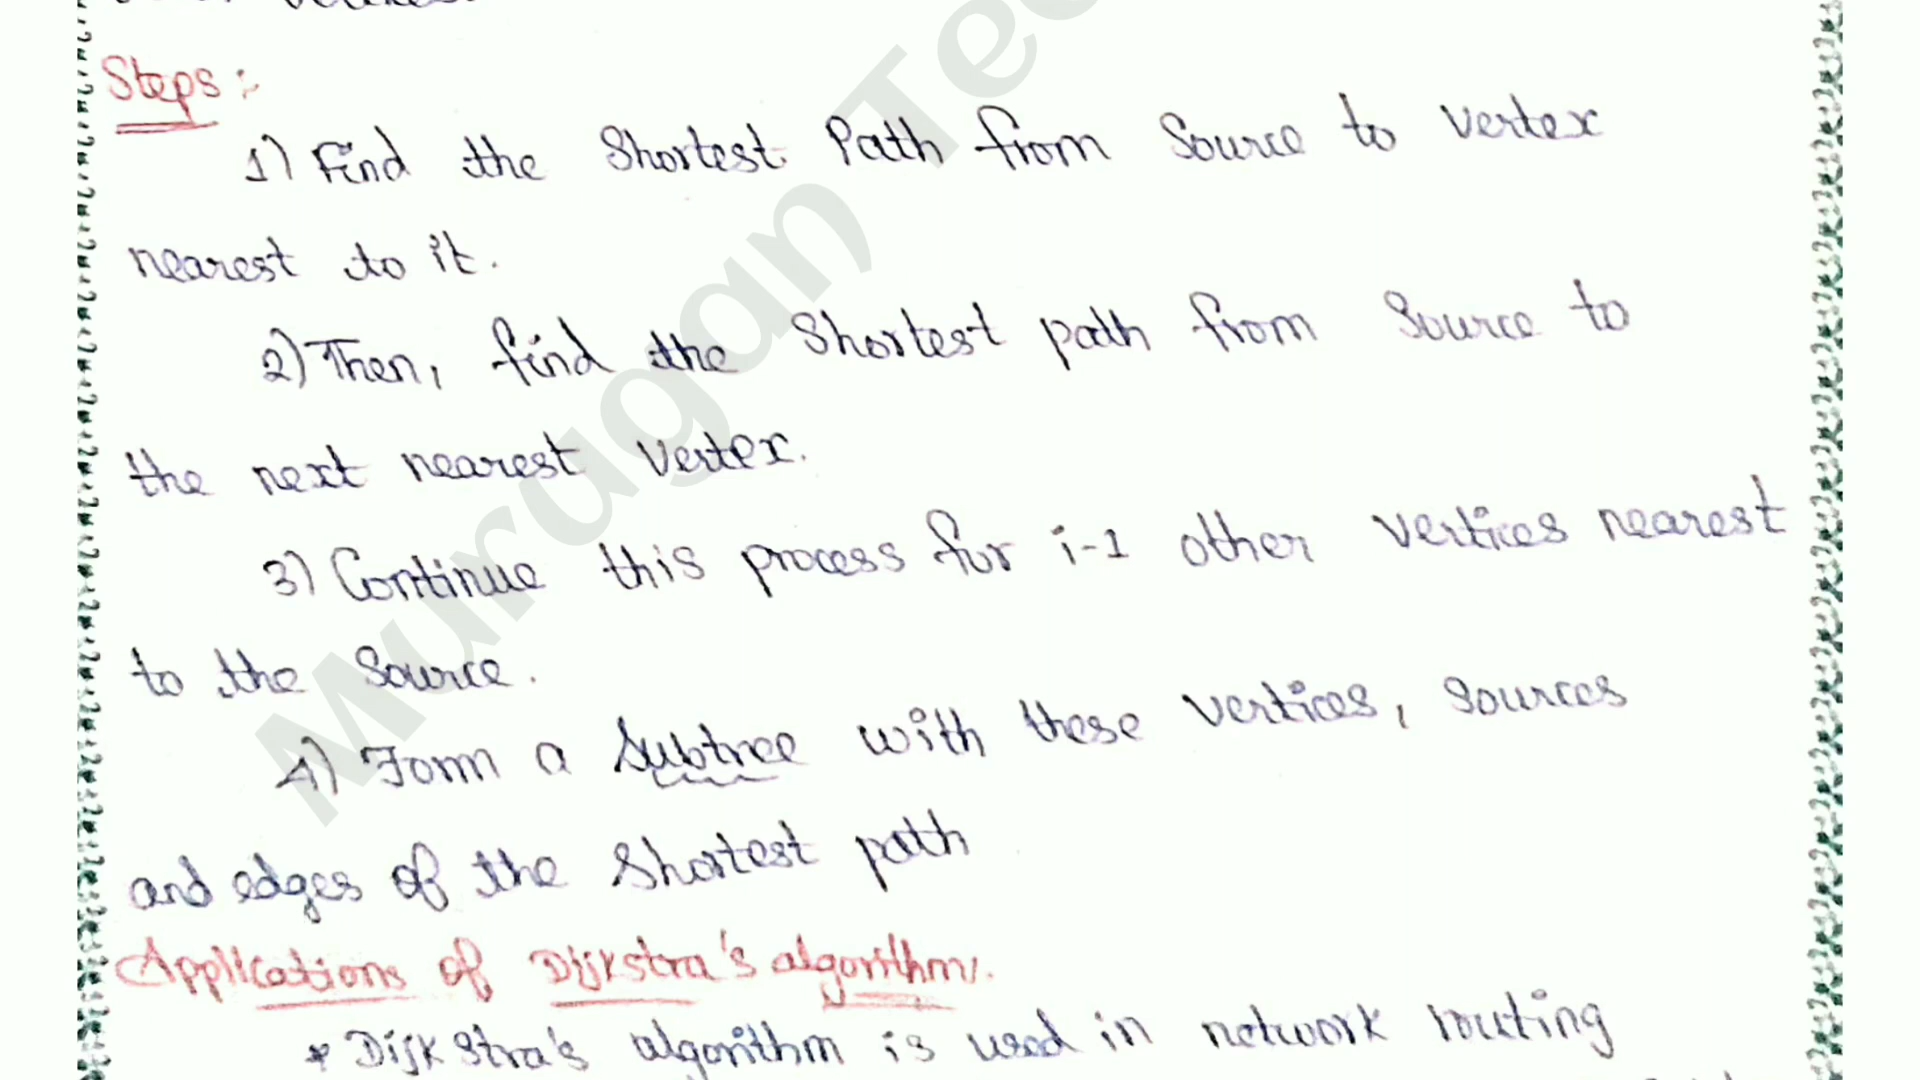 Steps :-
1) Find the Shortest Path from Source to vertex
nearest to it.
2) Then, find the Shortest path from Source to
the next nearest vertex.
3) Continue this process for i-1 other vertices nearest
to the Source.
4) Form a Subtree with these vertices, sources
and edges of the Shortest path
Applications of Dijkstra's algorithm.
* Dijkstra's algorithm is used in network routing
Murugan Tec